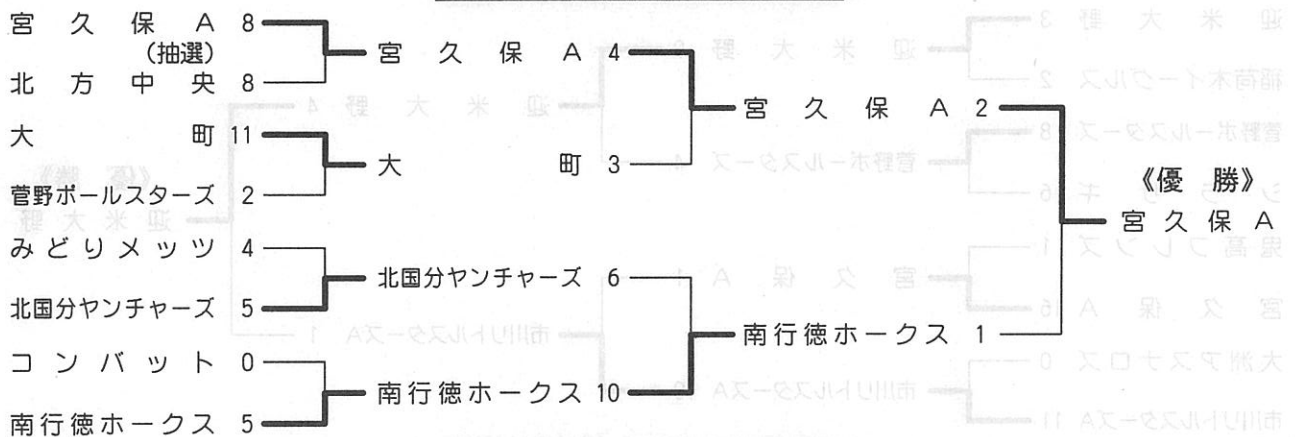 宮久保A 8
(抽選)
北方中央 8
大町 11
菅野ボールスターズ 2
みどりメッツ 4
北国分ヤンチャーズ 5
コンバット 0
南行徳ホークス 5
宮久保A 4
大町 3
北国分ヤンチャーズ 6
南行徳ホークス 10
宮久保A 2
南行徳ホークス 1
《優勝》
宮久保A